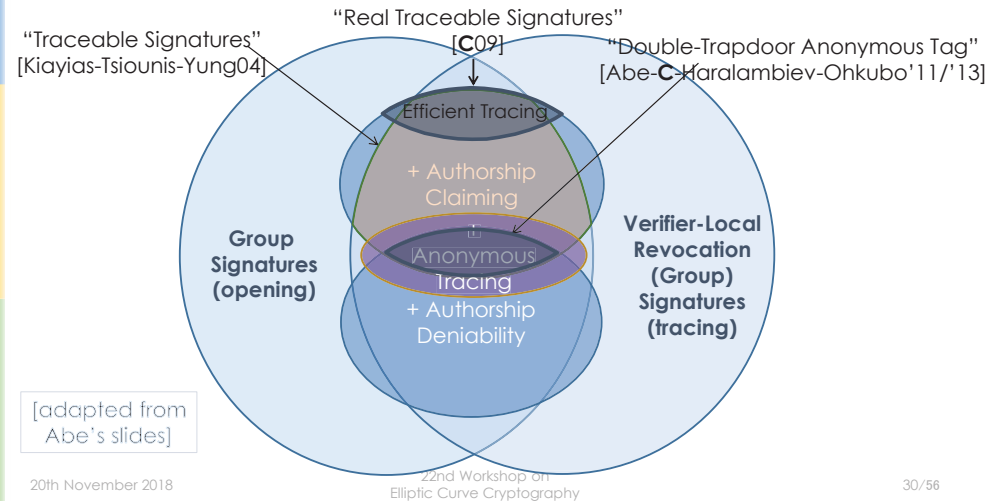 “Real Traceable Signatures”
[C09]
“Traceable Signatures”
[Kiayias-Tsiounis-Yung04]
“Double-Trapdoor Anonymous Tag”
[Abe-C-Haralambiev-Ohkubo’11/’13]
Efficient Tracing
+ Authorship
Claiming
Group
Signatures
(opening)
+
Anonymous
Tracing
+ Authorship
Deniability
Verifier-Local
Revocation
(Group)
Signatures
(tracing)
[adapted from
Abe’s slides]
20th November 2018
22nd Workshop on
Elliptic Curve Cryptography
30/56